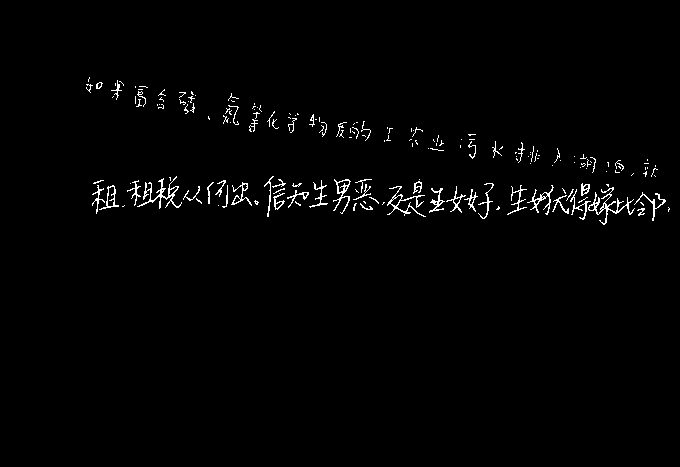 如果富含磷、氮等化学物质的工农业污水排入湖泊,就
租,租税从何出。信知生男恶,反是生女好,生女犹得嫁比邻,